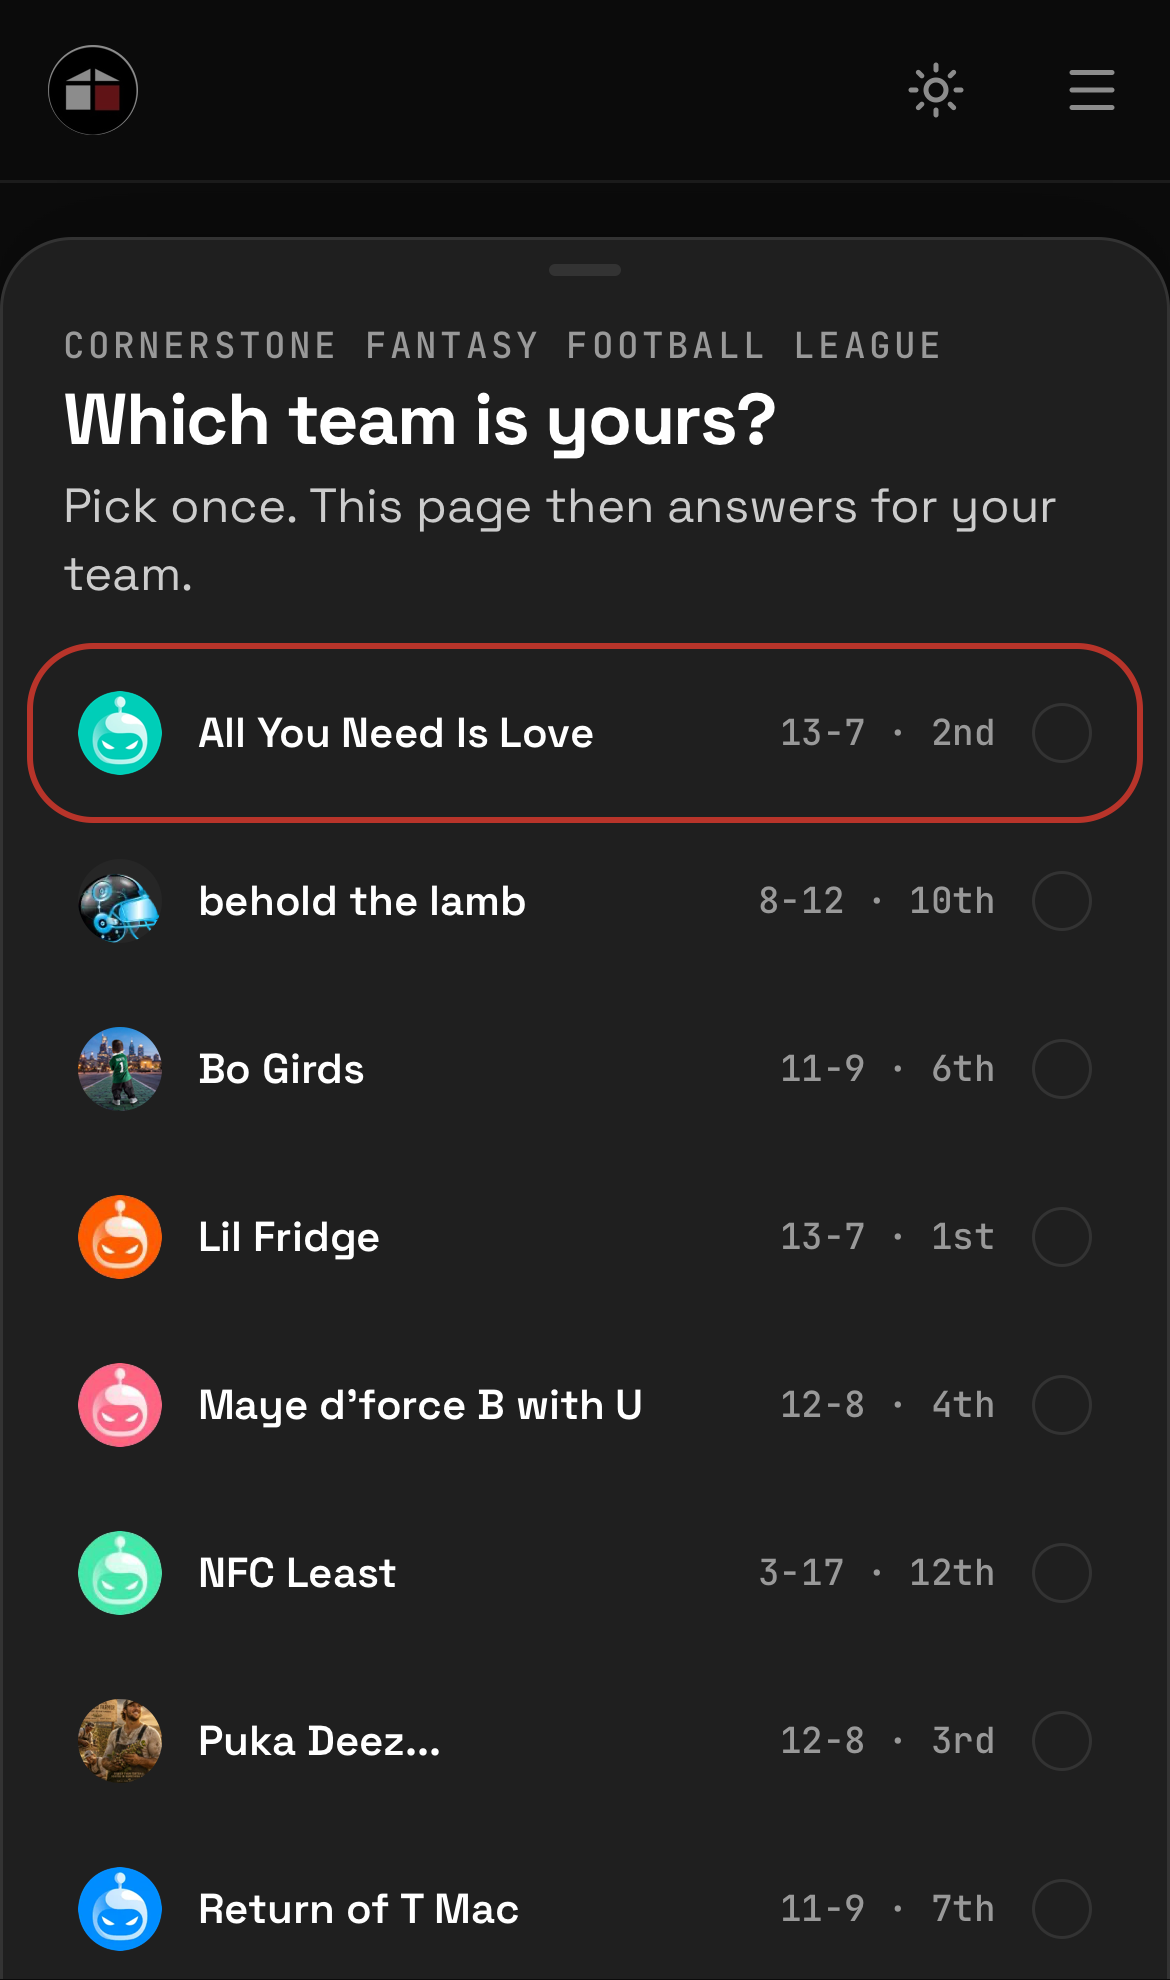 CORNERSTONE FANTASY FOOTBALL LEAGUE
Which team is yours?
Pick once. This page then answers for your
team.
All You Need Is Love 13-7 · 2nd
behold the lamb 8-12 · 10th
Bo Girds 11-9 · 6th
Lil Fridge 13-7 · 1st
Maye d’force B with U 12-8 · 4th
NFC Least 3-17 · 12th
Puka Deez... 12-8 · 3rd
Return of T Mac 11-9 · 7th